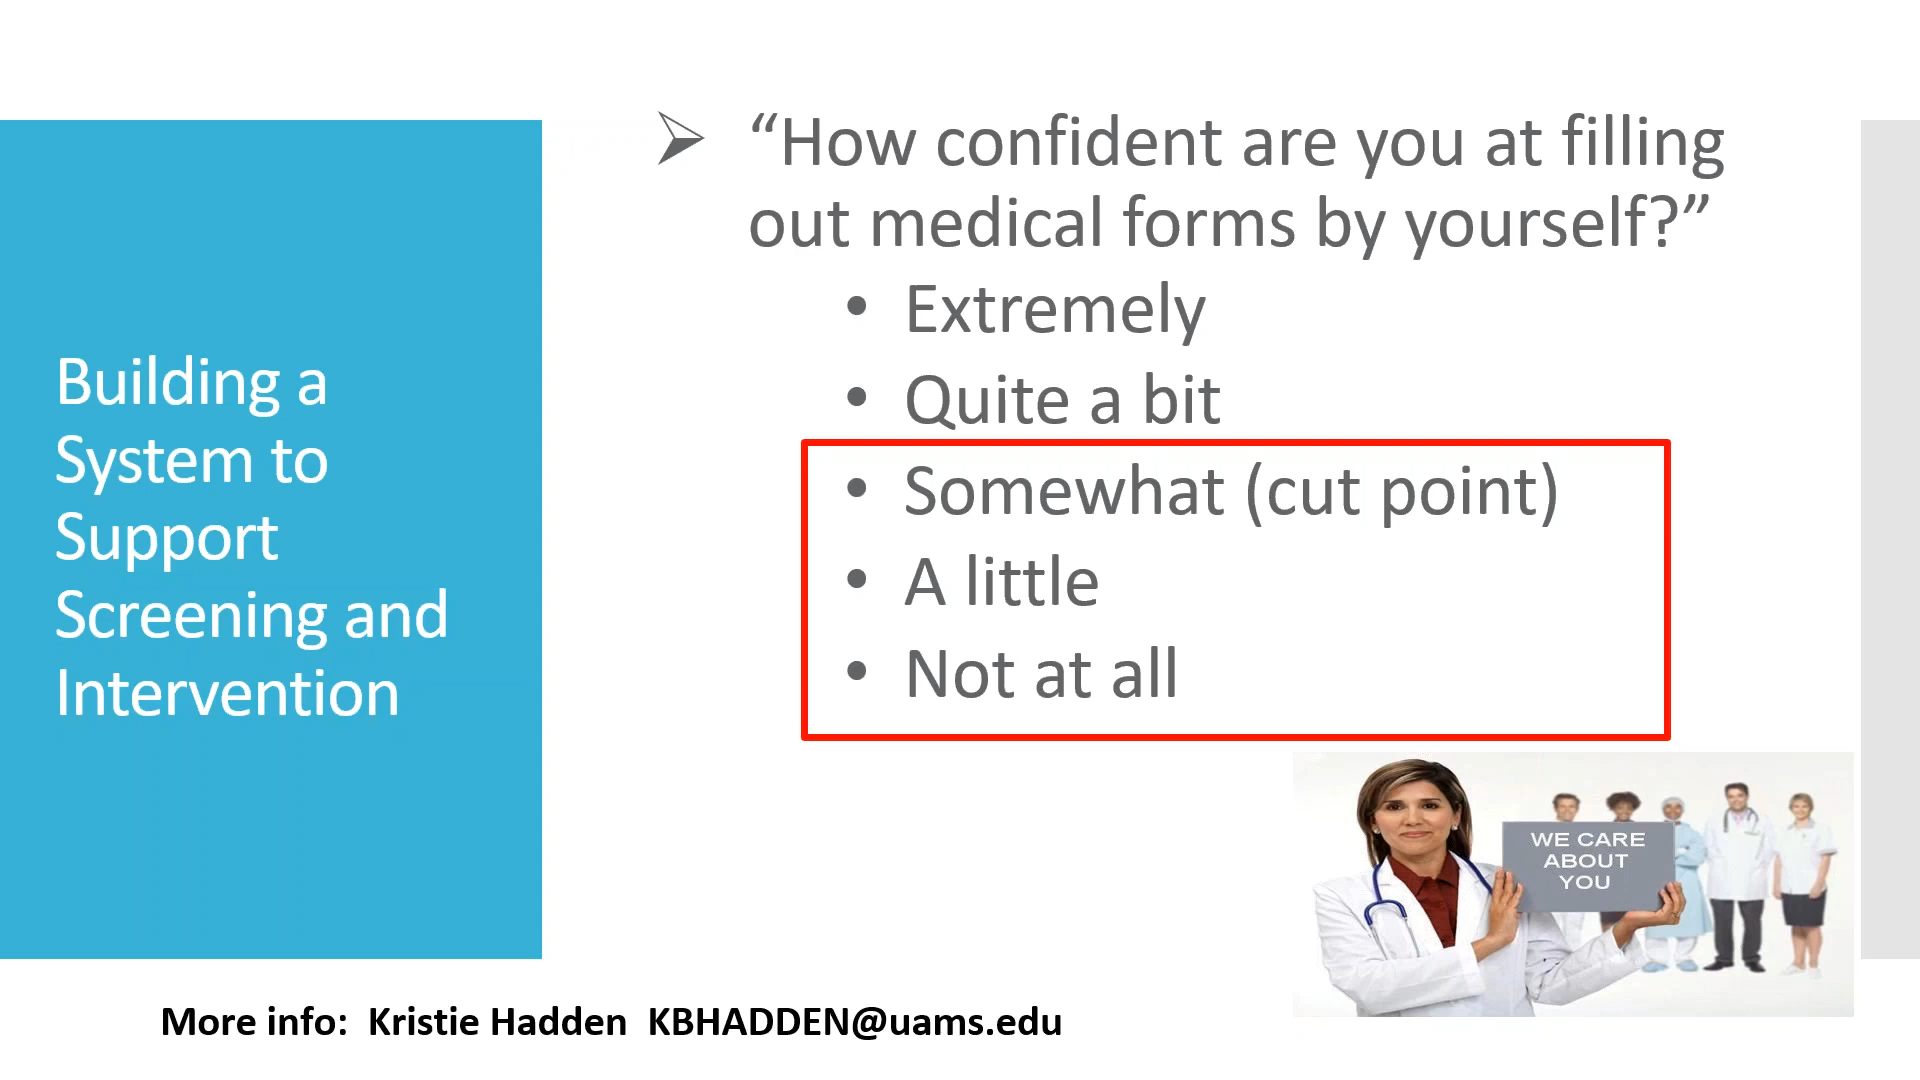 Building a
System to
Support
Screening and
Intervention
“How confident are you at filling
out medical forms by yourself?”
• Extremely
• Quite a bit
• Somewhat (cut point)
• A little
• Not at all
WE CARE
ABOUT
YOU
More info:  Kristie Hadden  KBHADDEN@uams.edu